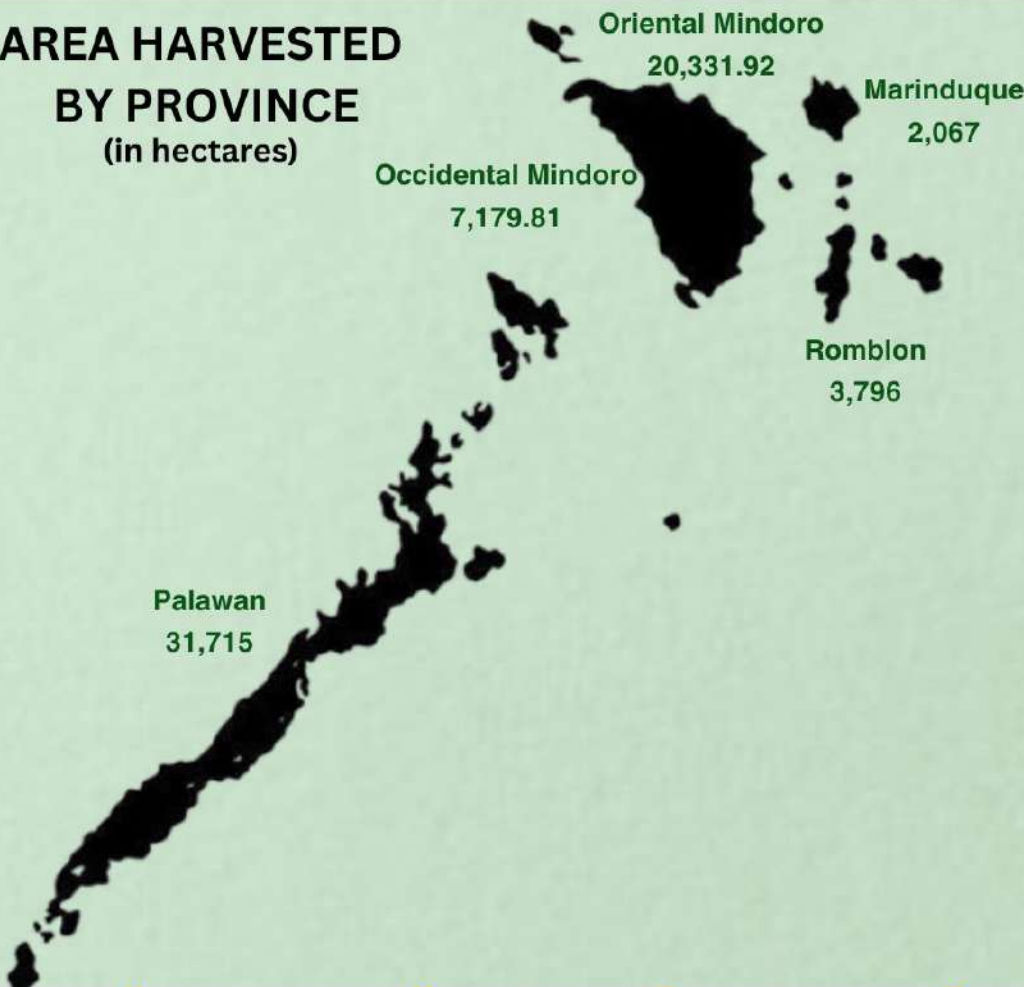 AREA HARVESTED
BY PROVINCE
(in hectares)
Oriental Mindoro
20,331.92
Marinduque
2,067
Occidental Mindoro
7,179.81
Romblon
3,796
Palawan
31,715